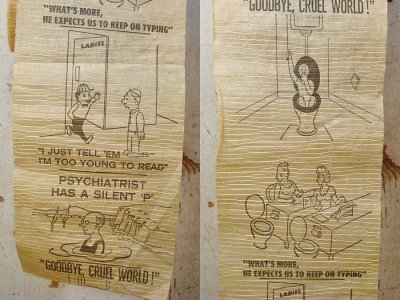 "WHAT'S MORE,
HE EXPECTS US TO KEEP ON TYPING"
LADIES
"I JUST TELL 'EM
I'M TOO YOUNG TO READ"
PSYCHIATRIST
HAS A SILENT 'P'
"GOODBYE, CRUEL WORLD!"
"GOODBYE, CRUEL WORLD!"
"WHAT'S MORE,
HE EXPECTS US TO KEEP ON TYPING"
LADIES